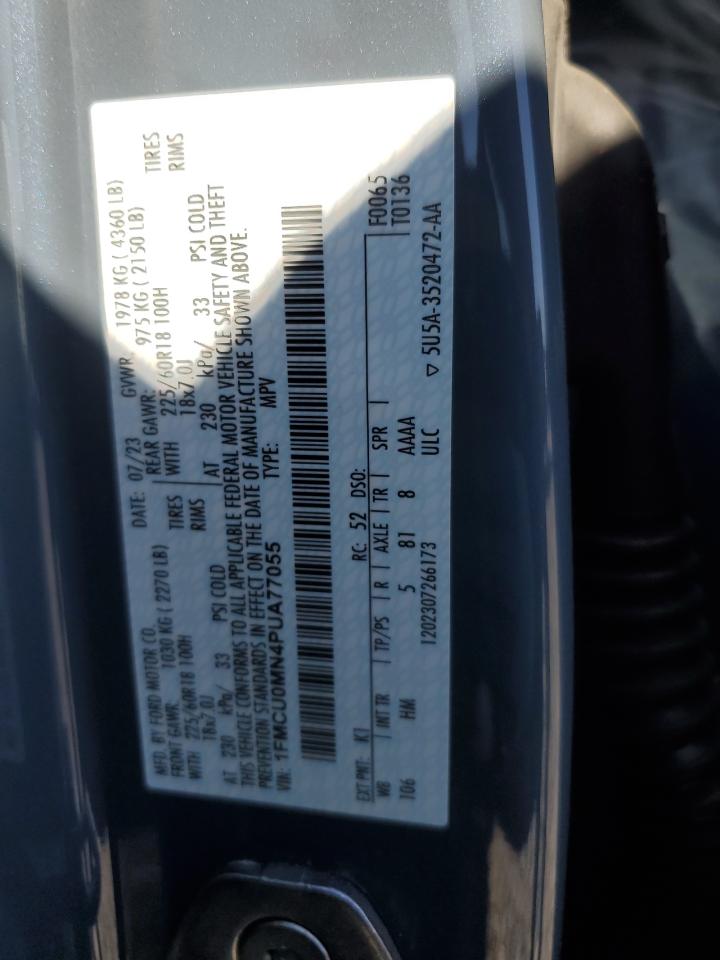 MFD. BY FORD MOTOR CO.
DATE: 07/23 GVWR: 1978 KG ( 4360 LB)
FRONT GAWR: 1030 KG ( 2270 LB) REAR GAWR: 975 KG ( 2150 LB)
WITH 225/60R18 100H TIRES WITH 225/60R18 100H TIRES
18x7.0J RIMS 18x7.0J RIMS
AT 230 kPa/ 33 PSI COLD AT 230 kPa/ 33 PSI COLD
THIS VEHICLE CONFORMS TO ALL APPLICABLE FEDERAL MOTOR VEHICLE SAFETY AND THEFT
PREVENTION STANDARDS IN EFFECT ON THE DATE OF MANUFACTURE SHOWN ABOVE.
VIN: 1FMCU0MN4PUA77055 TYPE: MPV
EXT PNT: K1 RC: 52 DSO: F0065
WB INT TR TP/PS R AXLE TR SPR T0136
106 HM 5 81 8 AAAA
1202307266173 ULC ▽ 5U5A-3520472-AA